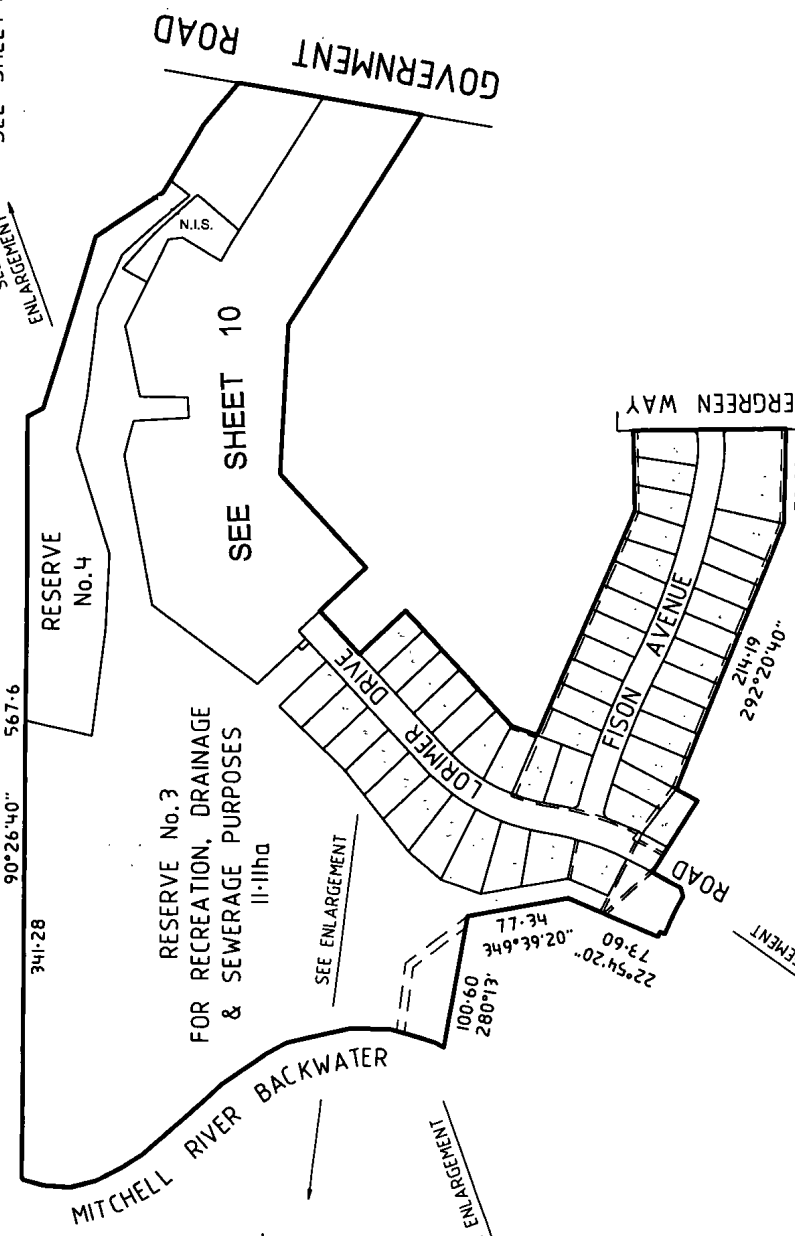 GOVERNMENT ROAD
ENLARGEMENT
N.I.S.
SEE SHEET 10
RESERVE
No.4
567·6
90°26'40"
341·28
RESERVE No.3
FOR RECREATION, DRAINAGE
& SEWERAGE PURPOSES
11·11ha
SEE ENLARGEMENT
MITCHELL RIVER BACKWATER
ENLARGEMENT
LORIMER DRIVE
FISON AVENUE
ERGREEN WAY
214·19
292°20'40"
ROAD
77·34
349°39'20"
73·60
22°54'20"
100·60
280°13'
EMENT